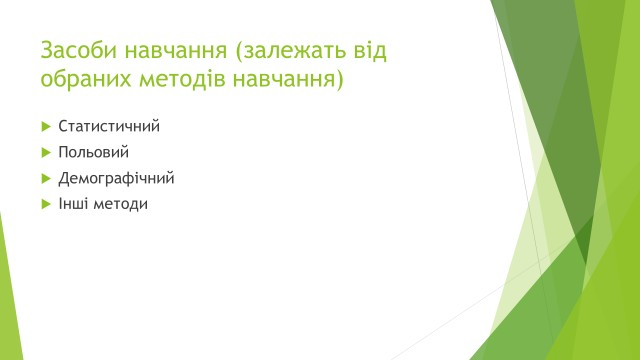 Засоби навчання (залежать від
обраних методів навчання)
Статистичний
Польовий
Демографічний
Інші методи